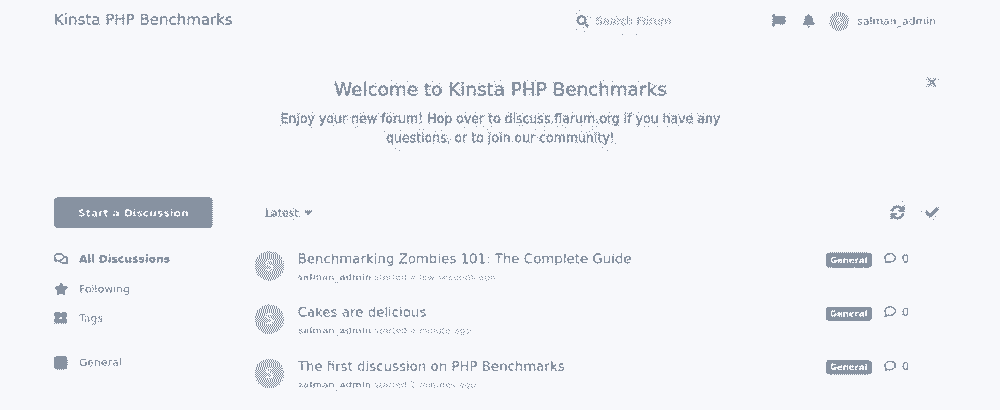 Kinsta PHP Benchmarks
Search Forum
salman_admin
Welcome to Kinsta PHP Benchmarks
Enjoy your new forum! Hop over to discuss.flarum.org if you have any
questions, or to join our community!
Start a Discussion
Latest
All Discussions
Following
Tags
General
Benchmarking Zombies 101: The Complete Guide
salman_admin started a few seconds ago
General
0
Cakes are delicious
salman_admin started a minute ago
General
0
The first discussion on PHP Benchmarks
salman_admin started 2 minutes ago
General
0